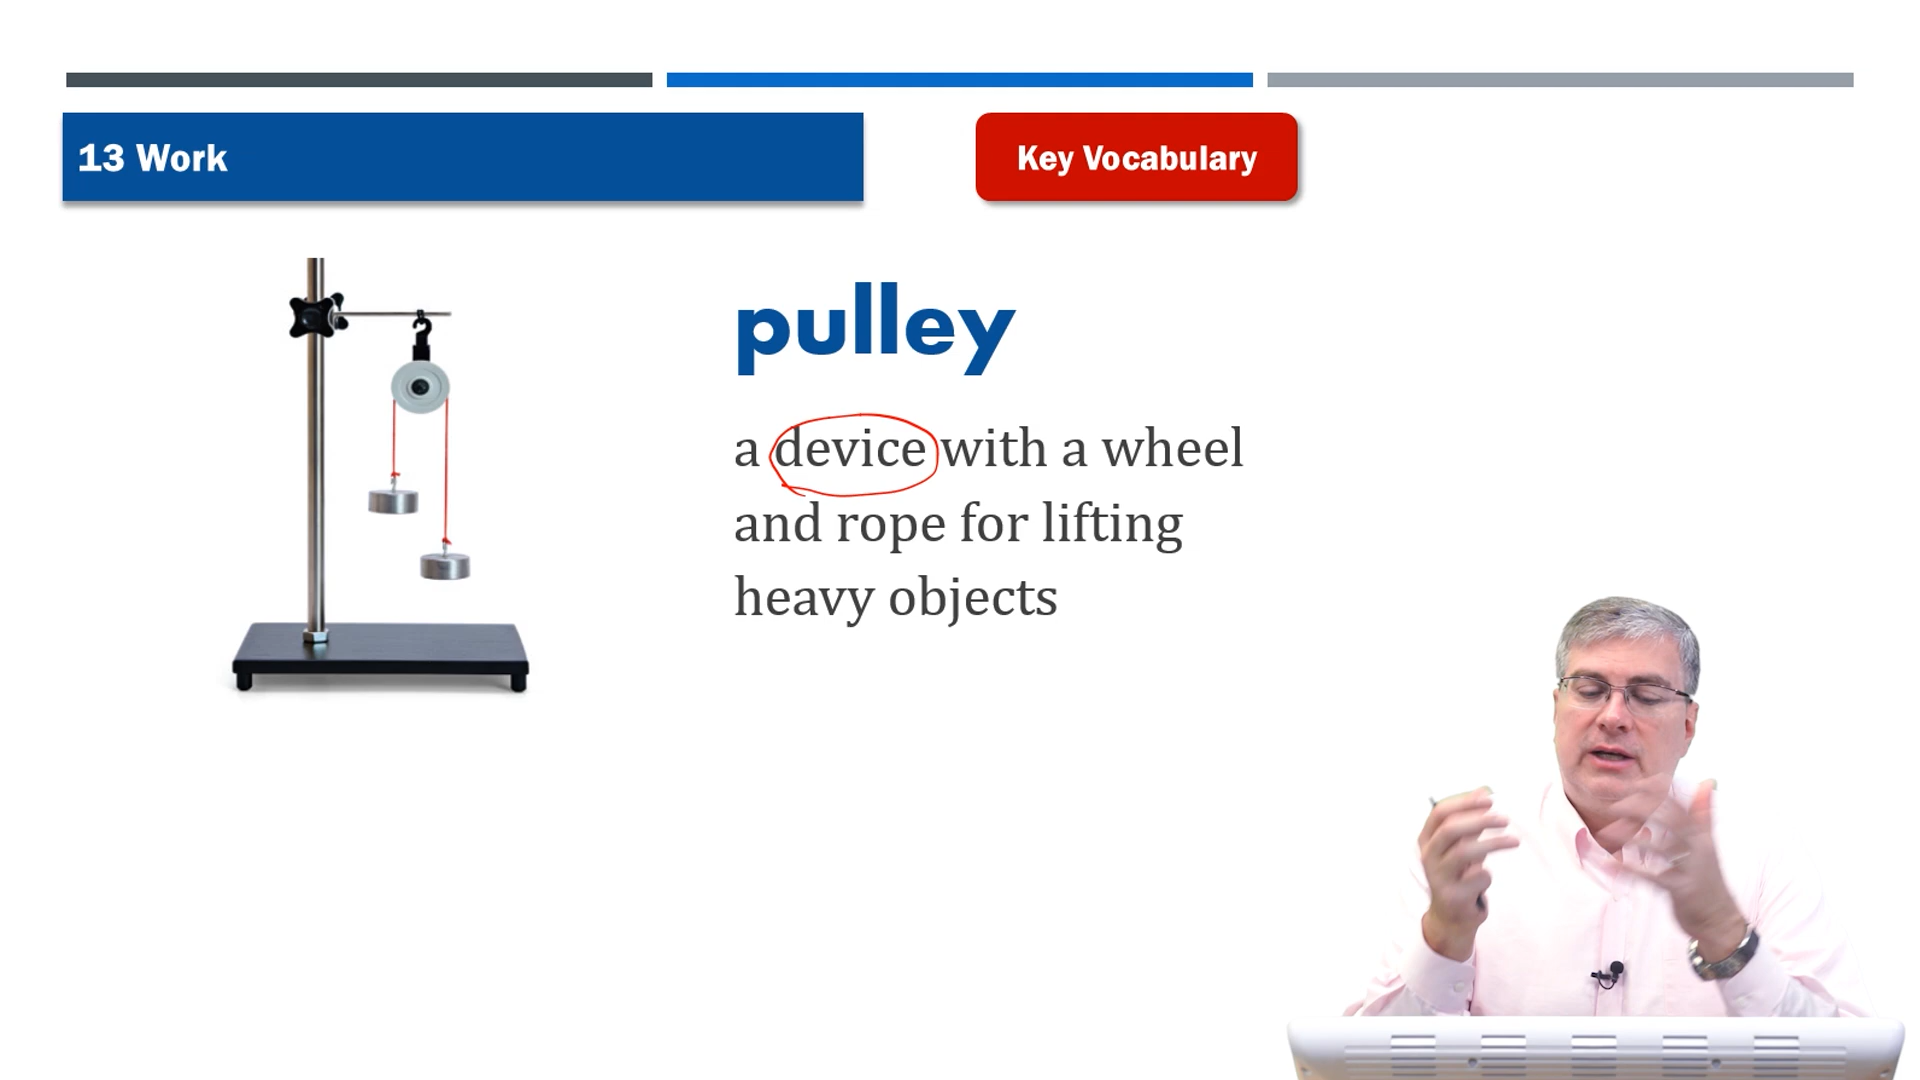 13 Work
Key Vocabulary
pulley
a device with a wheel
and rope for lifting
heavy objects